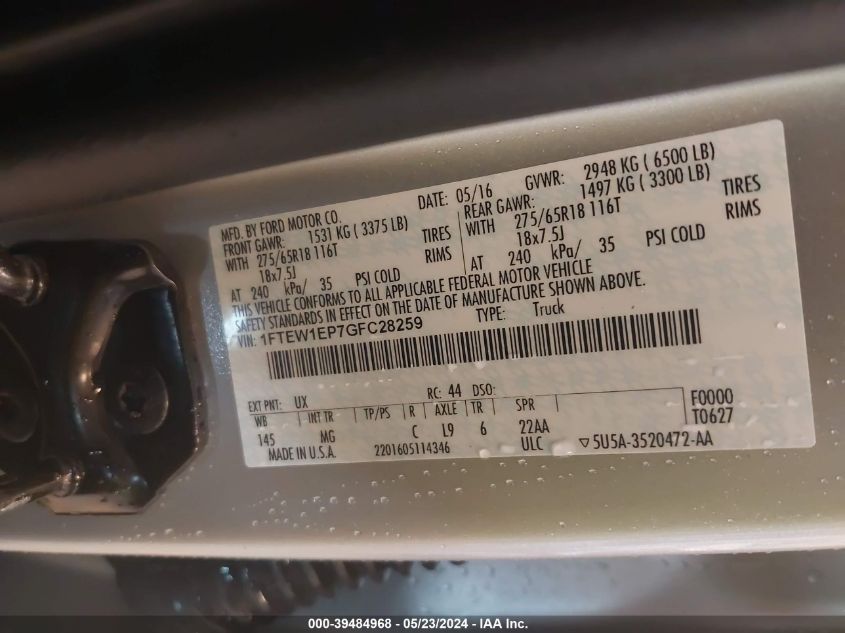 MFD. BY FORD MOTOR CO.
DATE: 05/16 GVWR: 2948 KG ( 6500 LB)
FRONT GAWR: 1531 KG ( 3375 LB) REAR GAWR: 1497 KG ( 3300 LB)
WITH 275/65R18 116T TIRES WITH 275/65R18 116T TIRES
18x7.5J RIMS 18x7.5J RIMS
AT 240 kPa/ 35 PSI COLD AT 240 kPa/ 35 PSI COLD
THIS VEHICLE CONFORMS TO ALL APPLICABLE FEDERAL MOTOR VEHICLE
SAFETY STANDARDS IN EFFECT ON THE DATE OF MANUFACTURE SHOWN ABOVE.
VIN: 1FTEW1EP7GFC28259 TYPE: Truck
EXT PNT: UX RC: 44 DSO: F0000
WB INT TR TP/PS R AXLE TR SPR T0627
145 MG C L9 6 22AA
MADE IN U.S.A. 2201605114346 ULC ▽5U5A-3520472-AA
000-39484968 - 05/23/2024 - IAA Inc.